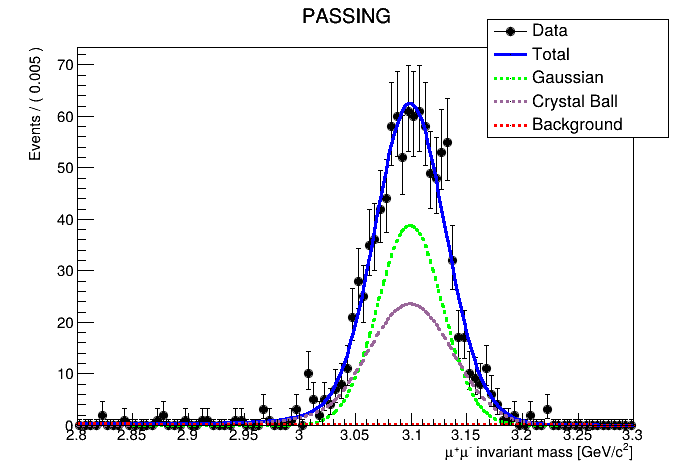 PASSING
Data
Total
Gaussian
Crystal Ball
Background
Events / ( 0.005 )
70
60
50
40
30
20
10
0
2.8 2.85 2.9 2.95 3 3.05 3.1 3.15 3.2 3.25 3.3
μ⁺μ⁻ invariant mass [GeV/c²]